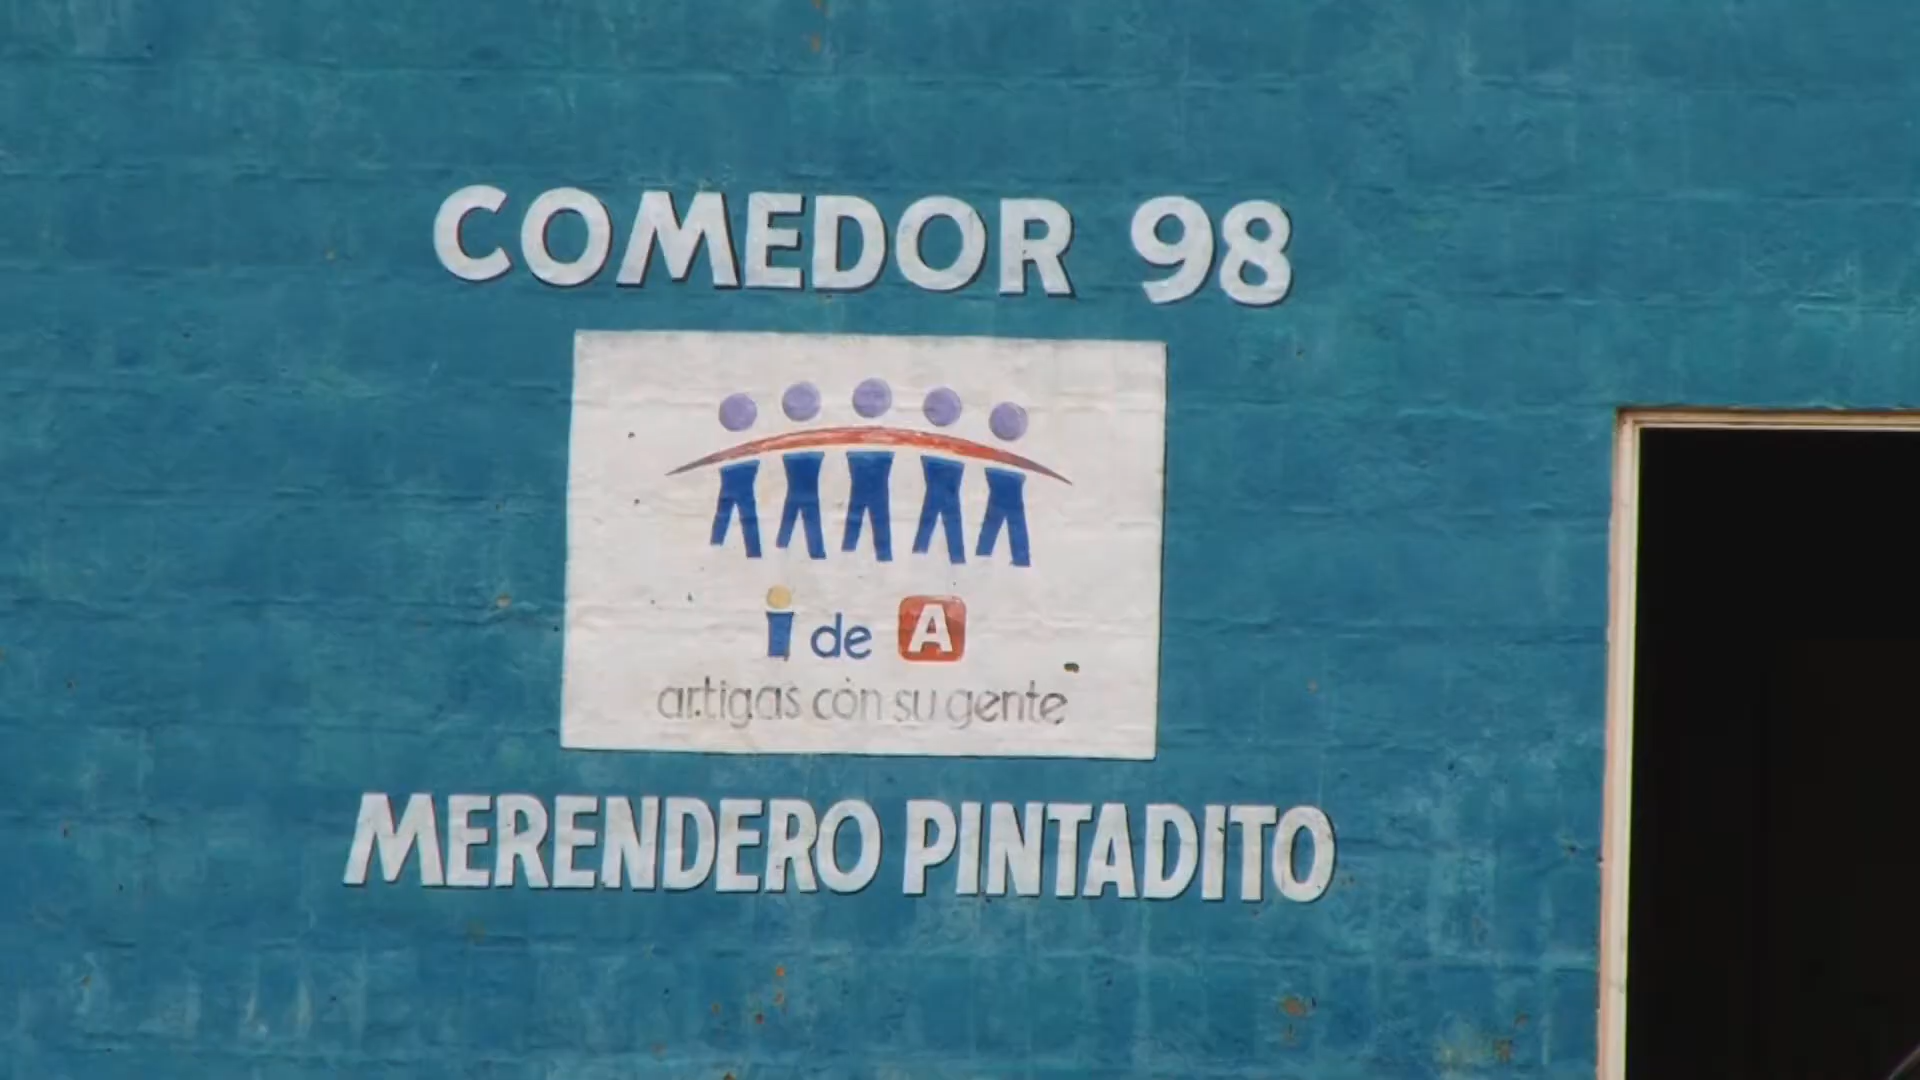 COMEDOR 98
i de A
artigas con su gente
MERENDERO PINTADITO